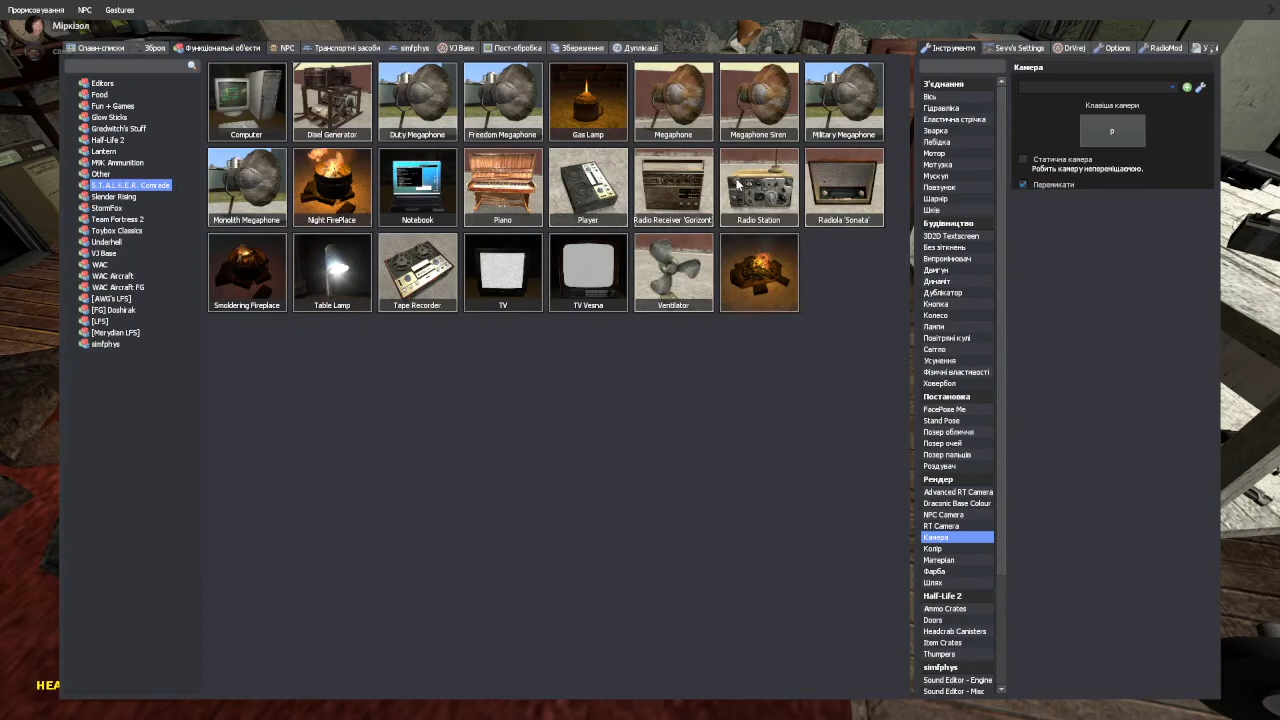 Прорисовування NPC Gestures
Міркізол
Спавн-списки Зброя Функціональні об'єкти NPC Транспортні засоби simfphys VJ Base Пост-обробка Збереження Дуплікації
Інструменти Sevv's Settings DrVrej Options RadioMod
Editors
Food
Fun + Games
Glow Sticks
Gredwitch's Stuff
Half-Life 2
Lantern
M9K Ammunition
Other
S.T.A.L.K.E.R. Comrade
Slender Rising
StormFox
Team Fortress 2
Toybox Classics
Underhell
VJ Base
WAC
WAC Aircraft
WAC Aircraft FG
[AWG's LFS]
[FG] Doshirak
[LFS]
[Merydian LFS]
simfphys
Computer Disel Generator Duty Megaphone Freedom Megaphone Gas Lamp Megaphone Megaphone Siren Military Megaphone
Monolith Megaphone Night FirePlace Notebook Piano Player Radio Receiver 'Gorizont' Radio Station Radiola 'Sonata'
Smoldering Fireplace Table Lamp Tape Recorder TV TV Vesna Ventilator
З'єднання
Вісь
Гідравліка
Еластична стрічка
Зварка
Лебідка
Мотор
Мотузка
Мускул
Повзунок
Шарнір
Шків
Будівництво
3D2D Textscreen
Без зіткнень
Випромінювач
Двигун
Динаміт
Дублікатор
Кнопка
Колесо
Лампи
Повітряні кулі
Світло
Усунення
Фізичні властивості
Ховербол
Постановка
FacePose Me
Stand Pose
Позер обличчя
Позер очей
Позер пальців
Роздувач
Рендер
Advanced RT Camera
Draconic Base Colour
NPC Camera
RT Camera
Камера
Колір
Матеріал
Фарба
Шлях
Half-Life 2
Ammo Crates
Doors
Headcrab Canisters
Item Crates
Thumpers
simfphys
Sound Editor - Engine
Sound Editor - Misc
Камера
Клавіша камери
p
Статична камера
Робить камеру непереміщаємою.
Перемикати
HEA